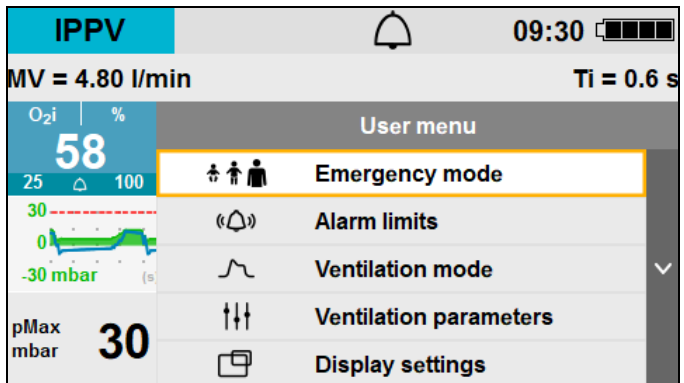 IPPV 09:30
MV = 4.80 l/min Ti = 0.6 s
O₂i %
User menu
58
Emergency mode
25 100
30
Alarm limits
0
Ventilation mode
-30 mbar (s)
Ventilation parameters
pMax
mbar 30
Display settings